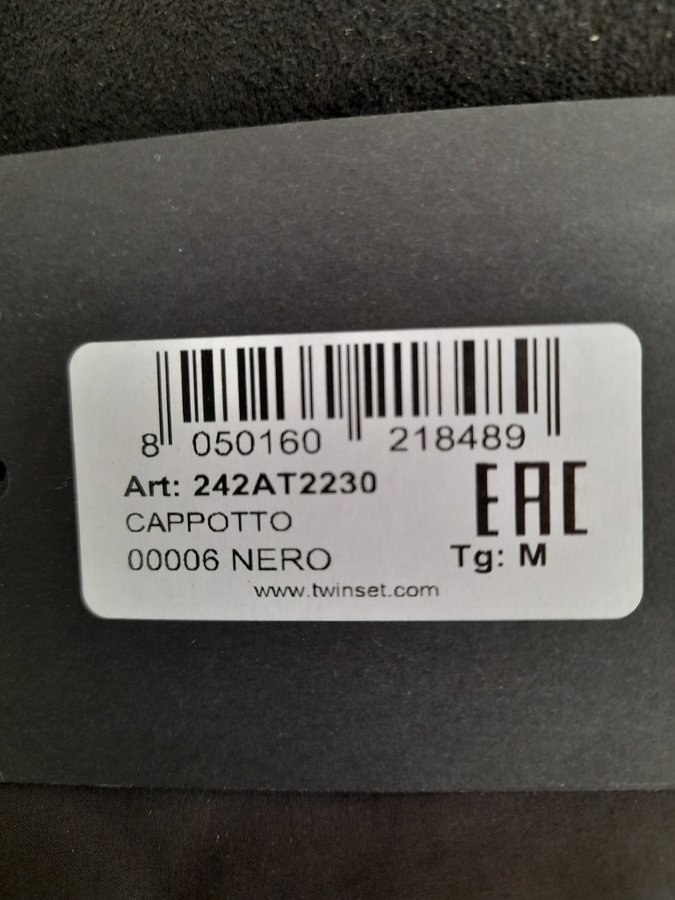 8 050160 218489
Art: 242AT2230
EAC
CAPPOTTO
00006 NERO Tg: M
www.twinset.com